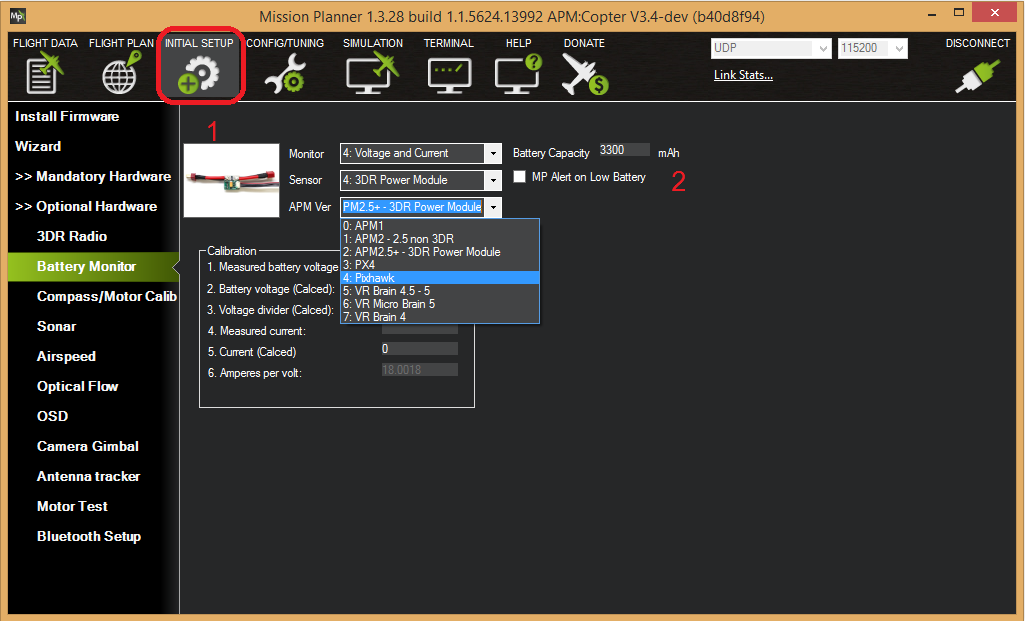 Mp
Mission Planner 1.3.28 build 1.1.5624.13992 APM:Copter V3.4-dev (b40d8f94)
FLIGHT DATA FLIGHT PLAN INITIAL SETUP CONFIG/TUNING SIMULATION TERMINAL HELP DONATE UDP 115200 DISCONNECT
Link Stats...
Install Firmware
Wizard
>> Mandatory Hardware
>> Optional Hardware
3DR Radio
Battery Monitor
Compass/Motor Calib
Sonar
Airspeed
Optical Flow
OSD
Camera Gimbal
Antenna tracker
Motor Test
Bluetooth Setup
1
Monitor 4: Voltage and Current Battery Capacity 3300 mAh
Sensor 4: 3DR Power Module MP Alert on Low Battery 2
APM Ver PM2.5+ - 3DR Power Module
0: APM1
1: APM2 - 2.5 non 3DR
2: APM2.5+ - 3DR Power Module
3: PX4
4: Pixhawk
5: VR Brain 4.5 - 5
6: VR Micro Brain 5
7: VR Brain 4
Calibration
1. Measured battery voltage
2. Battery voltage (Calced):
3. Voltage divider (Calced):
4. Measured current:
5. Current (Calced) 0
6. Amperes per volt: 18.0018